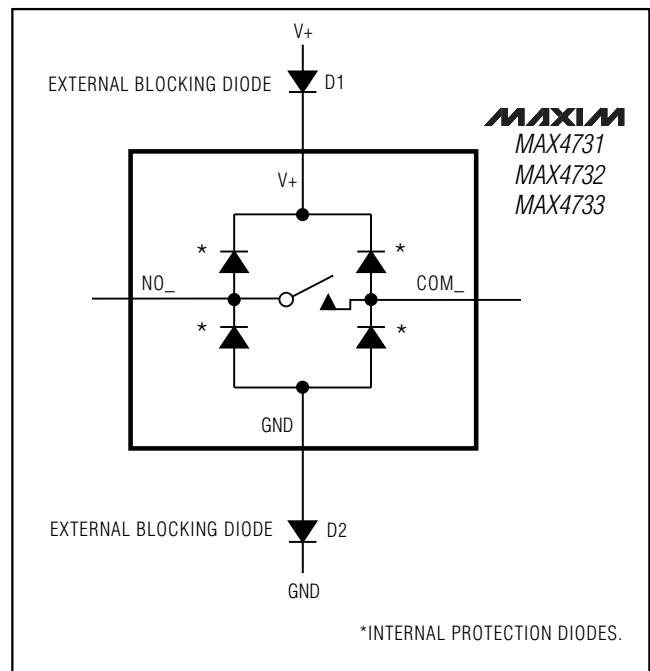 V+
EXTERNAL BLOCKING DIODE D1
MAXIM
MAX4731
MAX4732
MAX4733
V+
* *
NO_ COM_
* *
GND
EXTERNAL BLOCKING DIODE D2
GND
*INTERNAL PROTECTION DIODES.